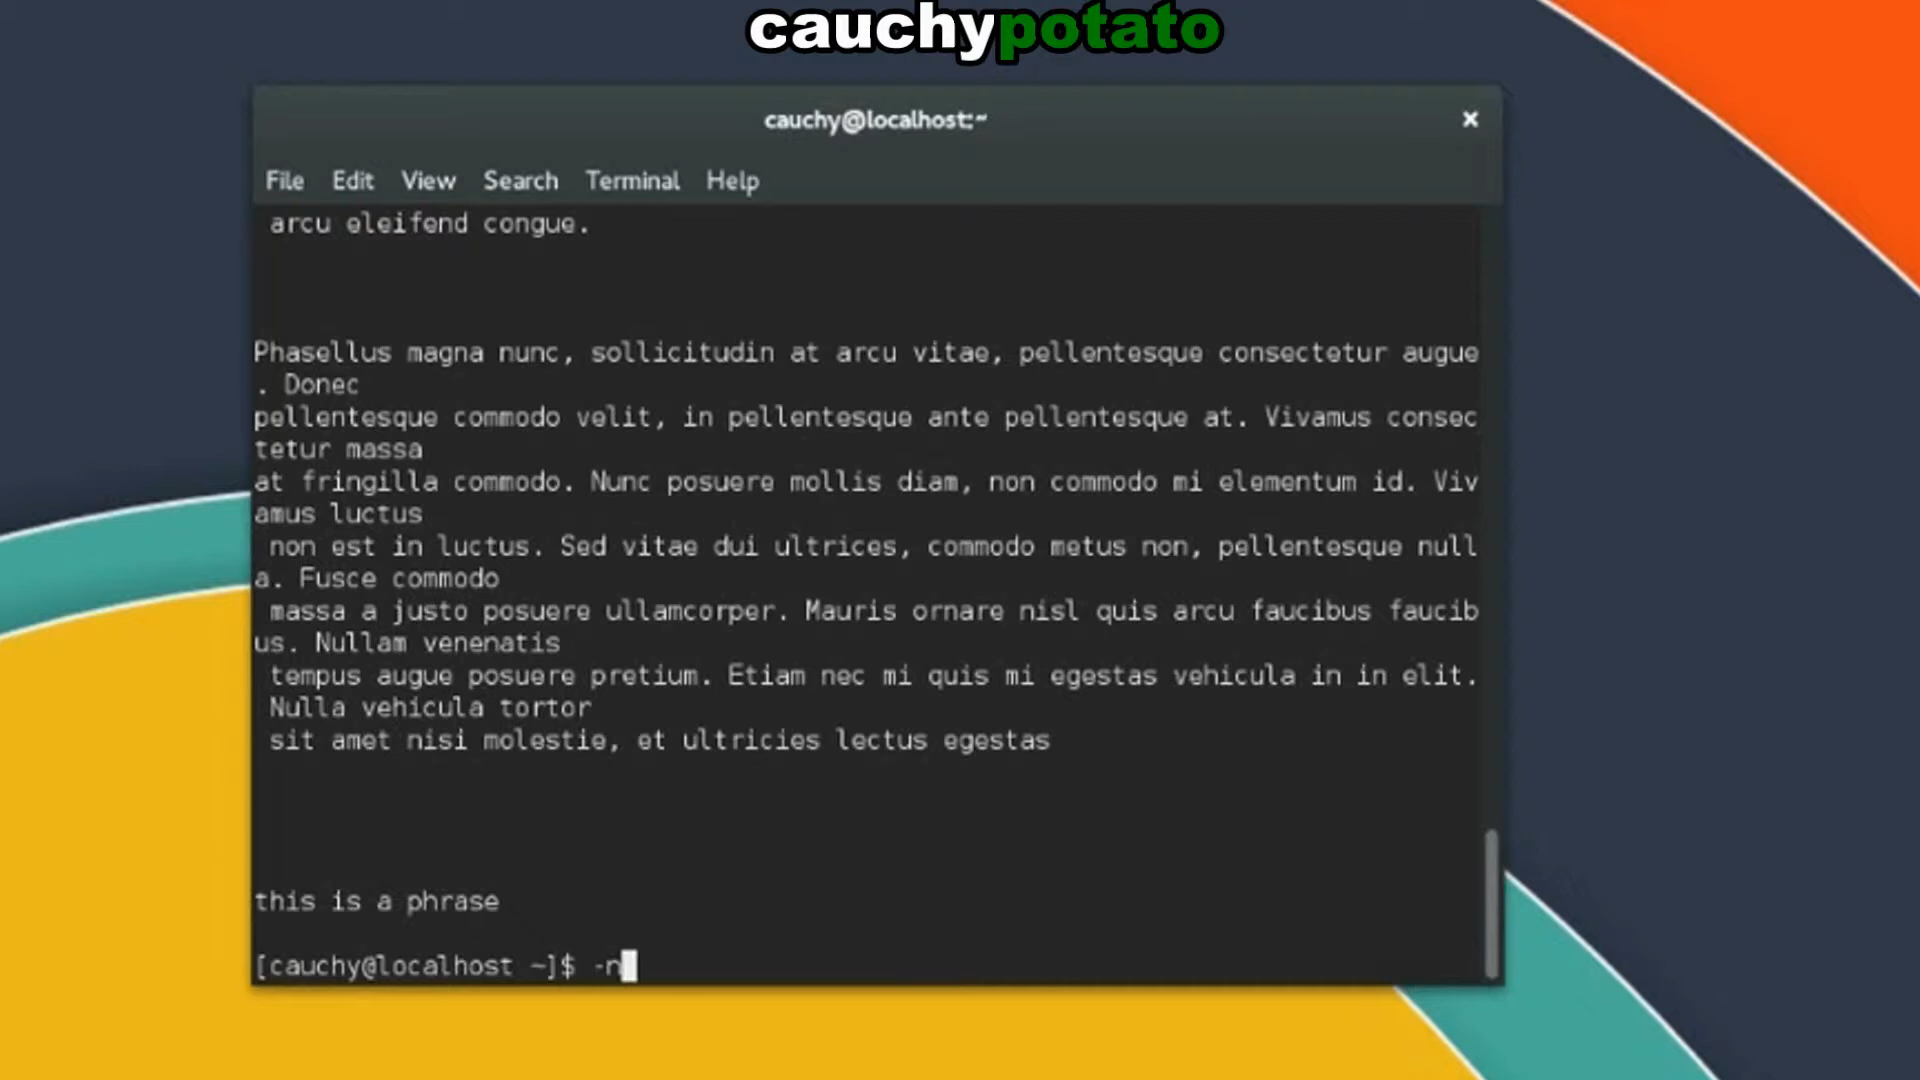 cauchypotato
cauchy@localhost:~
File Edit View Search Terminal Help
arcu eleifend congue.
Phasellus magna nunc, sollicitudin at arcu vitae, pellentesque consectetur augue
. Donec
pellentesque commodo velit, in pellentesque ante pellentesque at. Vivamus consec
tetur massa
at fringilla commodo. Nunc posuere mollis diam, non commodo mi elementum id. Viv
amus luctus
non est in luctus. Sed vitae dui ultrices, commodo metus non, pellentesque null
a. Fusce commodo
massa a justo posuere ullamcorper. Mauris ornare nisl quis arcu faucibus faucib
us. Nullam venenatis
tempus augue posuere pretium. Etiam nec mi quis mi egestas vehicula in in elit.
Nulla vehicula tortor
sit amet nisi molestie, et ultricies lectus egestas
this is a phrase
[cauchy@localhost ~]$ -n